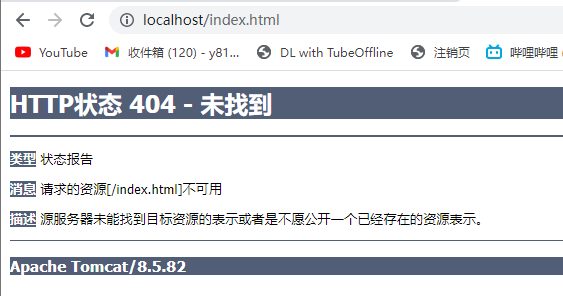 localhost/index.html
YouTube 收件箱 (120) - y81... DL with TubeOffline 注销页 哔哩哔哩
HTTP状态 404 - 未找到
类型 状态报告
消息 请求的资源[/index.html]不可用
描述 源服务器未能找到目标资源的表示或者是不愿公开一个已经存在的资源表示。
Apache Tomcat/8.5.82